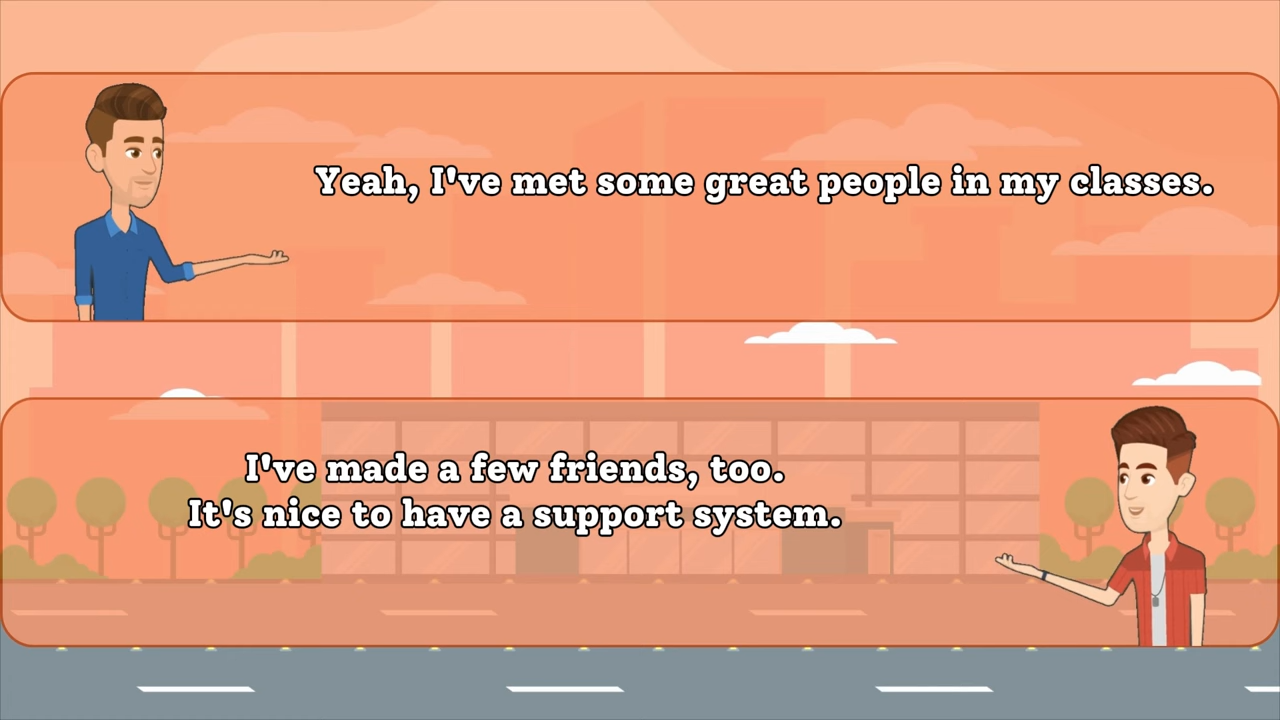 Yeah, I've met some great people in my classes.
I've made a few friends, too.
It's nice to have a support system.